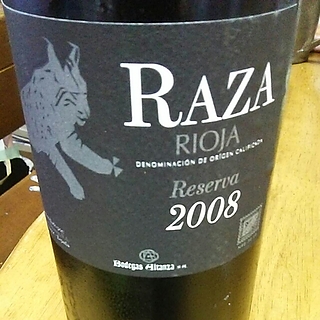 RAZA
RIOJA
DENOMINACIÓN DE ORIGEN CALIFICADA
Reserva
2008
Bodegas Altanza